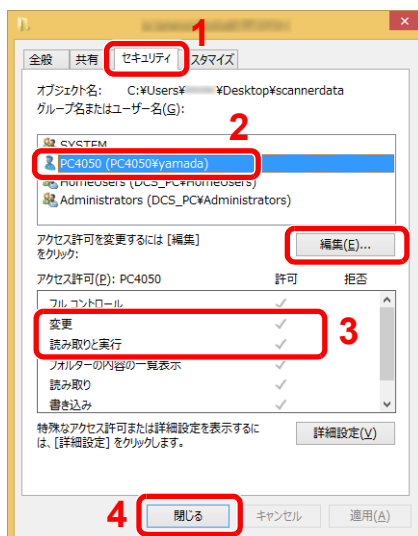 1
全般 共有 セキュリティ スタマイズ
オブジェクト名: C:¥Users¥ ¥Desktop¥scannerdata
グループ名またはユーザー名(G):
2
SYSTEM
PC4050 (PC4050¥yamada)
HomeUsers (DCS_PC¥HomeUsers)
Administrators (DCS_PC¥Administrators)
アクセス許可を変更するには [編集]
をクリック:
編集(E)...
アクセス許可(P): PC4050 許可 拒否
フル コントロール
変更
読み取りと実行
3
フォルダーの内容の一覧表示
読み取り
書き込み
特殊なアクセス許可または詳細設定を表示するに
は、[詳細設定] をクリックします。
詳細設定(V)
4
閉じる キャンセル 適用(A)